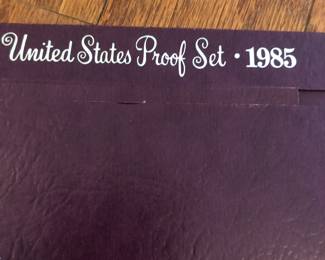 United States Proof Set · 1985